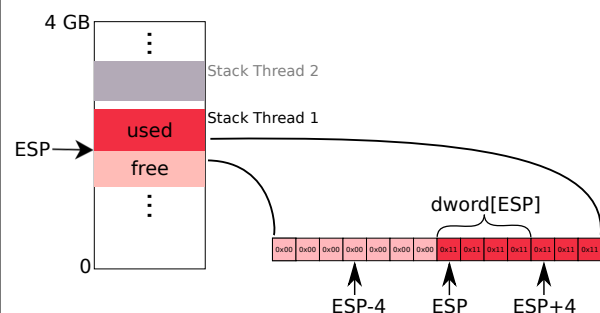 4 GB
Stack Thread 2
Stack Thread 1
used
ESP
free
0
dword[ESP]
0x00 0x00 0x00 0x00 0x00 0x00 0x00 0x11 0x11 0x11 0x11 0x11 0x11 0x11
ESP-4 ESP ESP+4